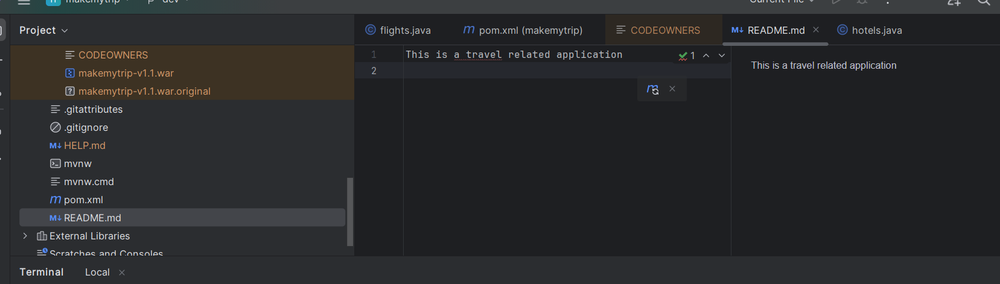 makemytrip
dev
Current File
Project
flights.java
pom.xml (makemytrip)
CODEOWNERS
README.md
hotels.java
CODEOWNERS
makemytrip-v1.1.war
makemytrip-v1.1.war.original
.gitattributes
.gitignore
HELP.md
mvnw
mvnw.cmd
pom.xml
README.md
External Libraries
Scratches and Consoles
1 This is a travel related application
1
2
This is a travel related application
Terminal
Local